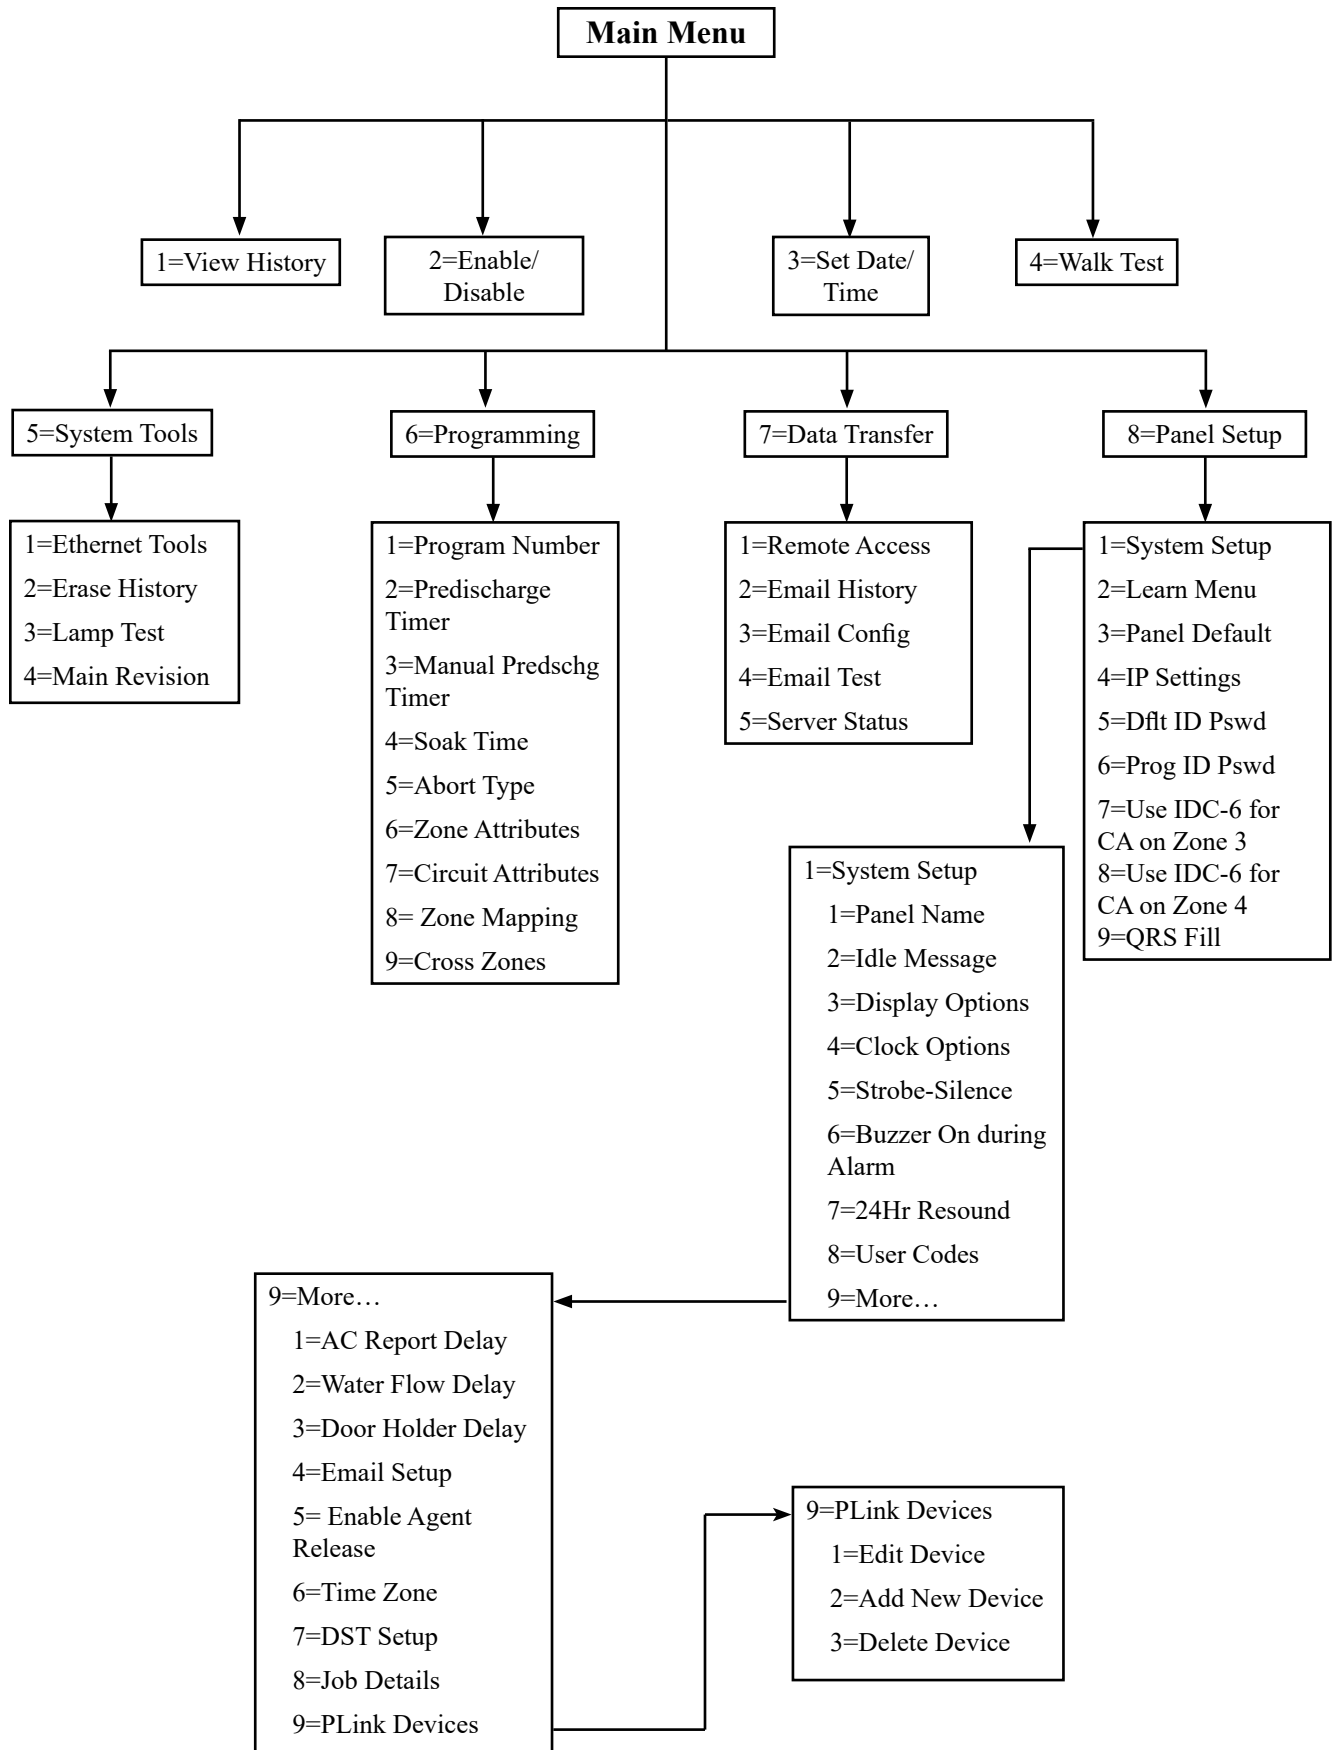 Main Menu
1=View History
2=Enable/
Disable
3=Set Date/
Time
4=Walk Test
5=System Tools
6=Programming
7=Data Transfer
8=Panel Setup
1=Ethernet Tools
2=Erase History
3=Lamp Test
4=Main Revision
1=Program Number
2=Predischarge
Timer
3=Manual Predschg
Timer
4=Soak Time
5=Abort Type
6=Zone Attributes
7=Circuit Attributes
8= Zone Mapping
9=Cross Zones
1=Remote Access
2=Email History
3=Email Config
4=Email Test
5=Server Status
1=System Setup
2=Learn Menu
3=Panel Default
4=IP Settings
5=Dflt ID Pswd
6=Prog ID Pswd
7=Use IDC-6 for
CA on Zone 3
8=Use IDC-6 for
CA on Zone 4
9=QRS Fill
1=System Setup
1=Panel Name
2=Idle Message
3=Display Options
4=Clock Options
5=Strobe-Silence
6=Buzzer On during
Alarm
7=24Hr Resound
8=User Codes
9=More…
9=More…
1=AC Report Delay
2=Water Flow Delay
3=Door Holder Delay
4=Email Setup
5= Enable Agent
Release
6=Time Zone
7=DST Setup
8=Job Details
9=PLink Devices
9=PLink Devices
1=Edit Device
2=Add New Device
3=Delete Device